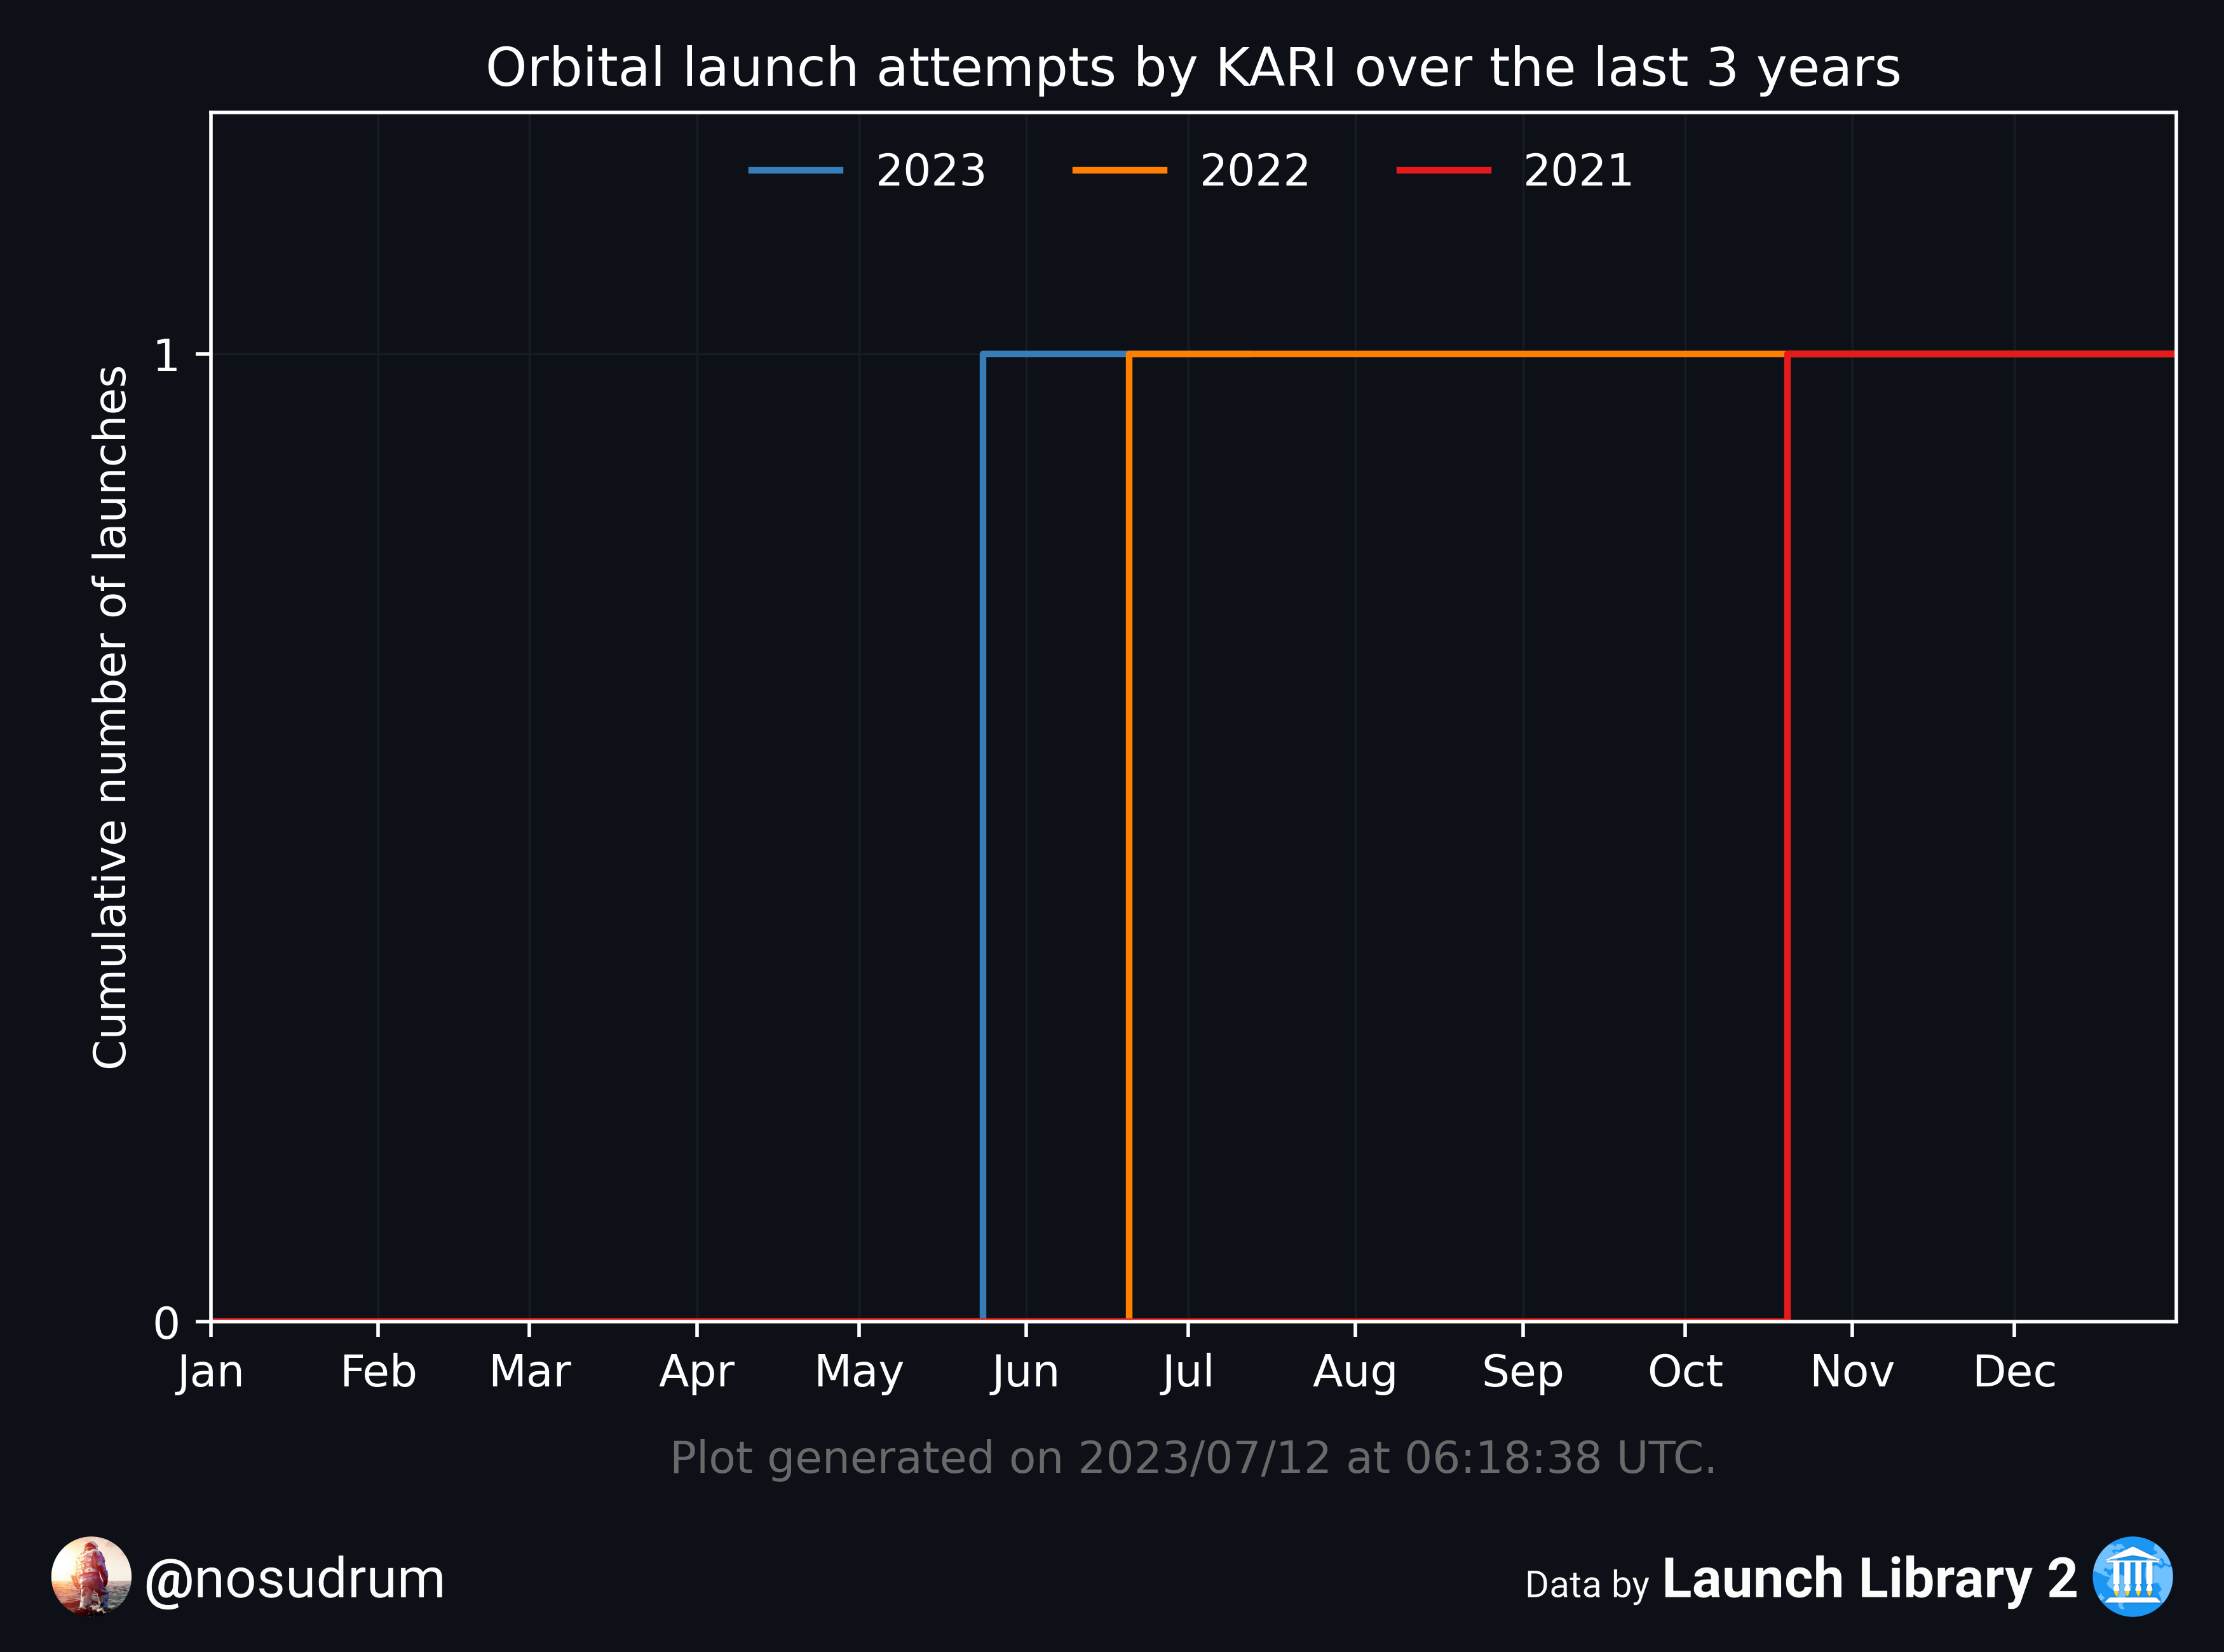 Orbital launch attempts by KARI over the last 3 years
2023 2022 2021
Cumulative number of launches
1
0
Jan Feb Mar Apr May Jun Jul Aug Sep Oct Nov Dec
Plot generated on 2023/07/12 at 06:18:38 UTC.
@nosudrum
Data by Launch Library 2